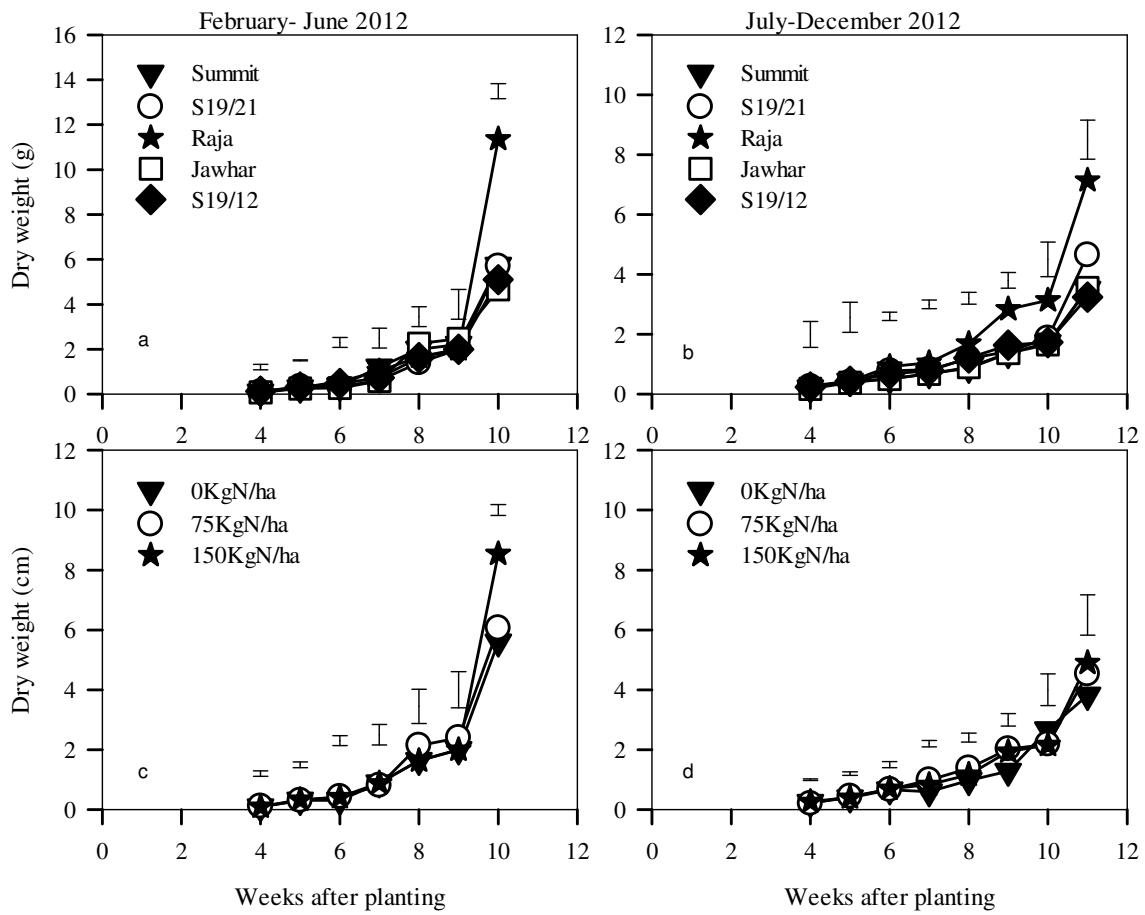 February- June 2012
July-December 2012
16
14
12
10
8
6
4
2
0
Dry weight (g)
Summit
S19/21
Raja
Jawhar
S19/12
a
0 2 4 6 8 10 12
12
10
8
6
4
2
0
Summit
S19/21
Raja
Jawhar
S19/12
b
0 2 4 6 8 10 12
12
10
8
6
4
2
0
Dry weight (cm)
0KgN/ha
75KgN/ha
150KgN/ha
c
0 2 4 6 8 10 12
Weeks after planting
12
10
8
6
4
2
0
0KgN/ha
75KgN/ha
150KgN/ha
d
0 2 4 6 8 10 12
Weeks after planting